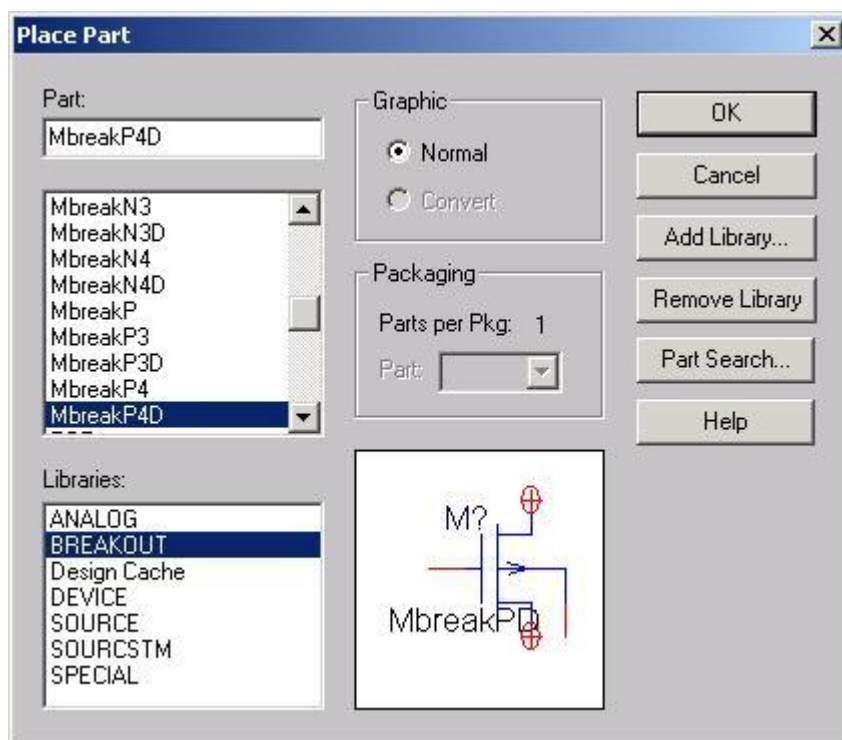 Place Part
Part:
MbreakP4D
MbreakN3
MbreakN3D
MbreakN4
MbreakN4D
MbreakP
MbreakP3
MbreakP3D
MbreakP4
MbreakP4D
Libraries:
ANALOG
BREAKOUT
Design Cache
DEVICE
SOURCE
SOURCSTM
SPECIAL
Graphic
Normal
Convert
Packaging
Parts per Pkg: 1
Part:
M?
MbreakPD
OK
Cancel
Add Library...
Remove Library
Part Search...
Help